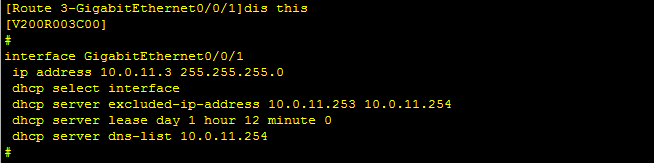 [Route 3-GigabitEthernet0/0/1]dis this
[V200R003C00]
#
interface GigabitEthernet0/0/1
ip address 10.0.11.3 255.255.255.0
dhcp select interface
dhcp server excluded-ip-address 10.0.11.253 10.0.11.254
dhcp server lease day 1 hour 12 minute 0
dhcp server dns-list 10.0.11.254
#